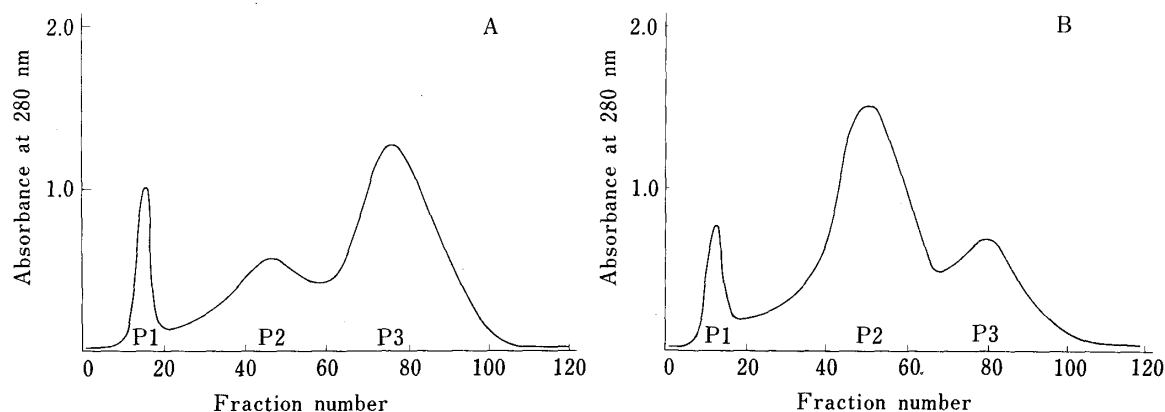 A
2.0
1.0
Absorbance at 280 nm
P1 P2 P3
0 20 40 60 80 100 120
Fraction number
B
2.0
1.0
Absorbance at 280 nm
P1 P2 P3
0 20 40 60 80 100 120
Fraction number